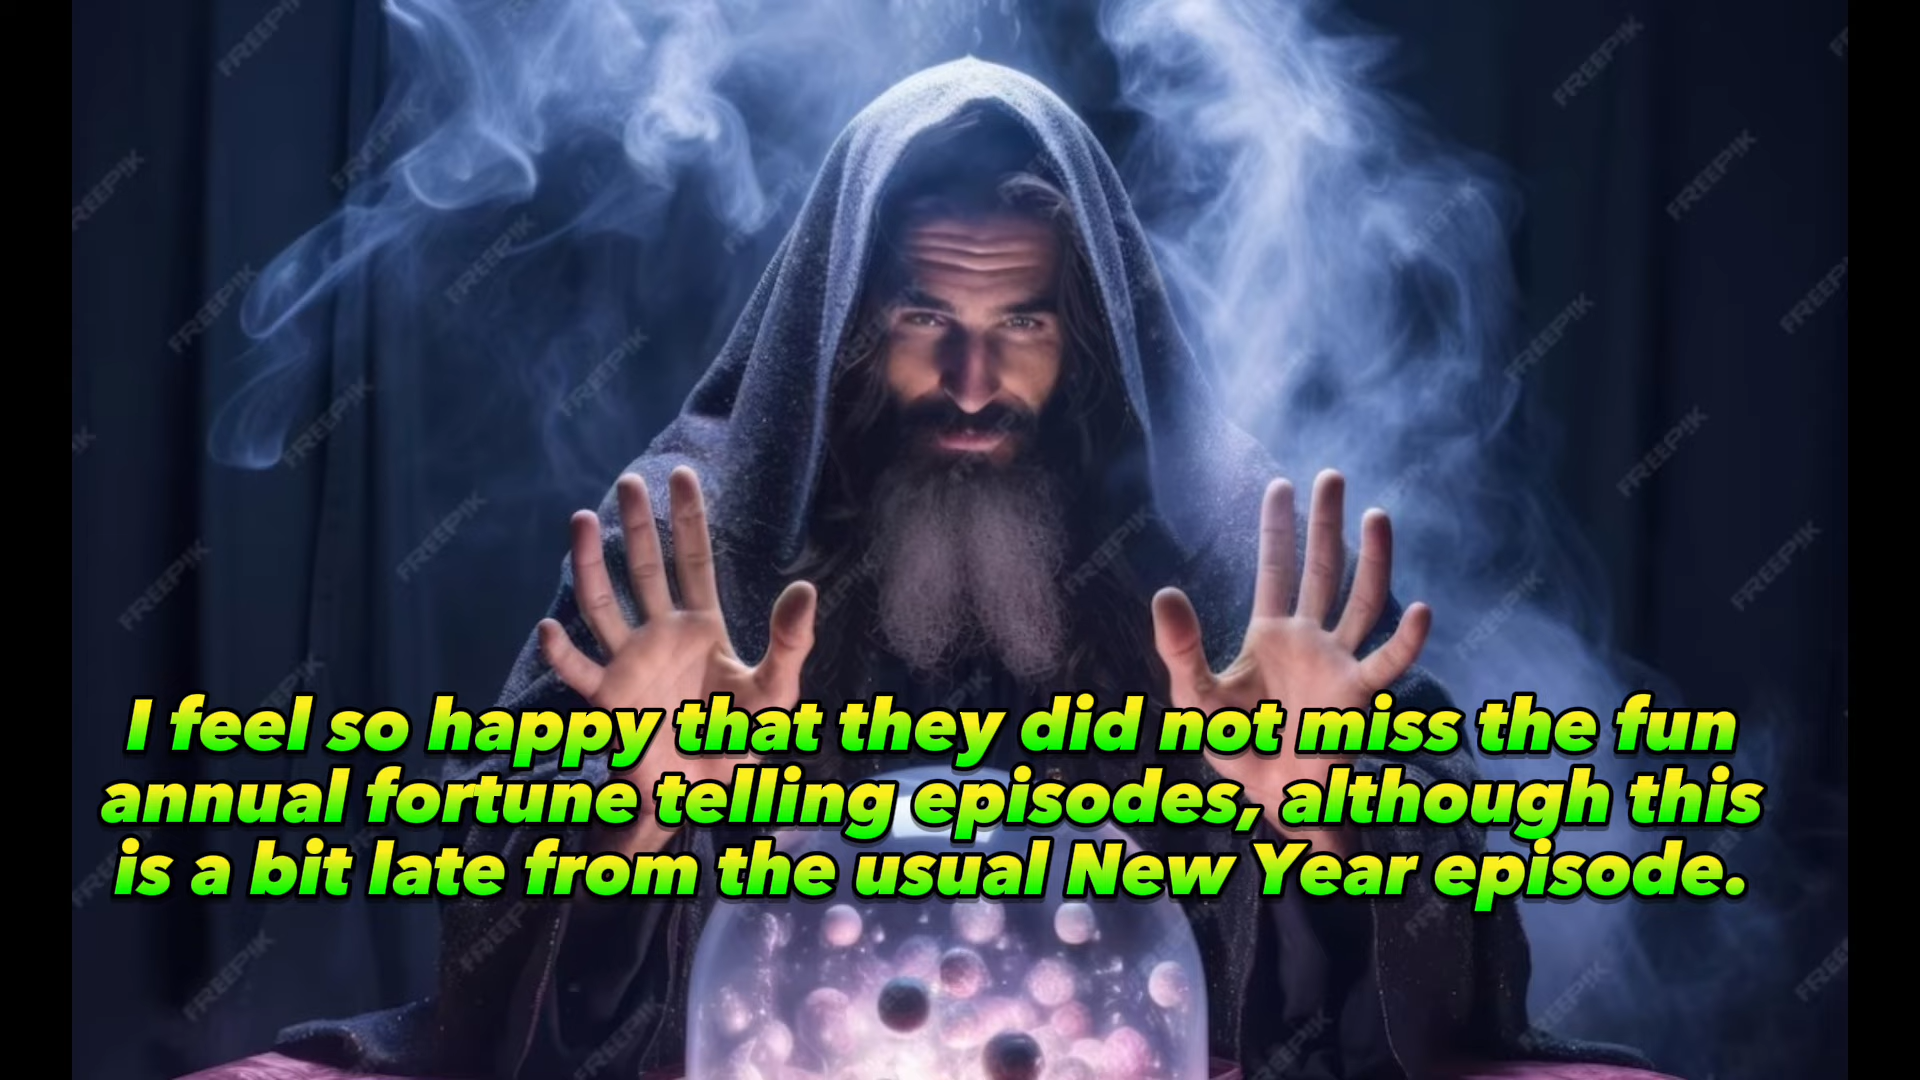 I feel so happy that they did not miss the fun
annual fortune telling episodes, although this
is a bit late from the usual New Year episode.
FREEPIK